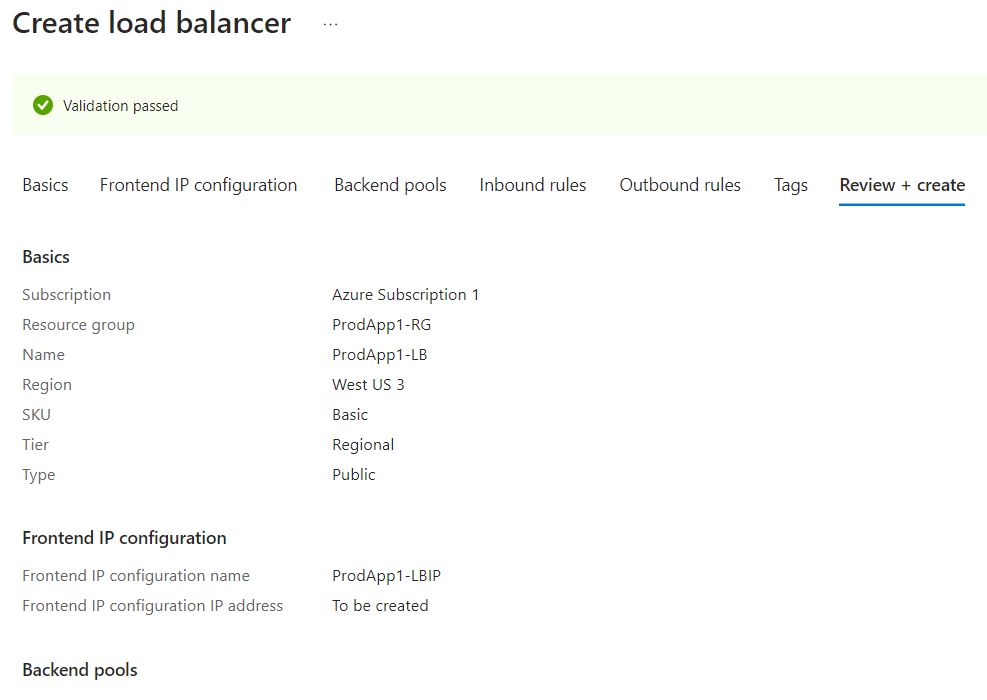 Create load balancer ...
Validation passed
Basics Frontend IP configuration Backend pools Inbound rules Outbound rules Tags Review + create
Basics
Subscription Azure Subscription 1
Resource group ProdApp1-RG
Name ProdApp1-LB
Region West US 3
SKU Basic
Tier Regional
Type Public
Frontend IP configuration
Frontend IP configuration name ProdApp1-LBIP
Frontend IP configuration IP address To be created
Backend pools